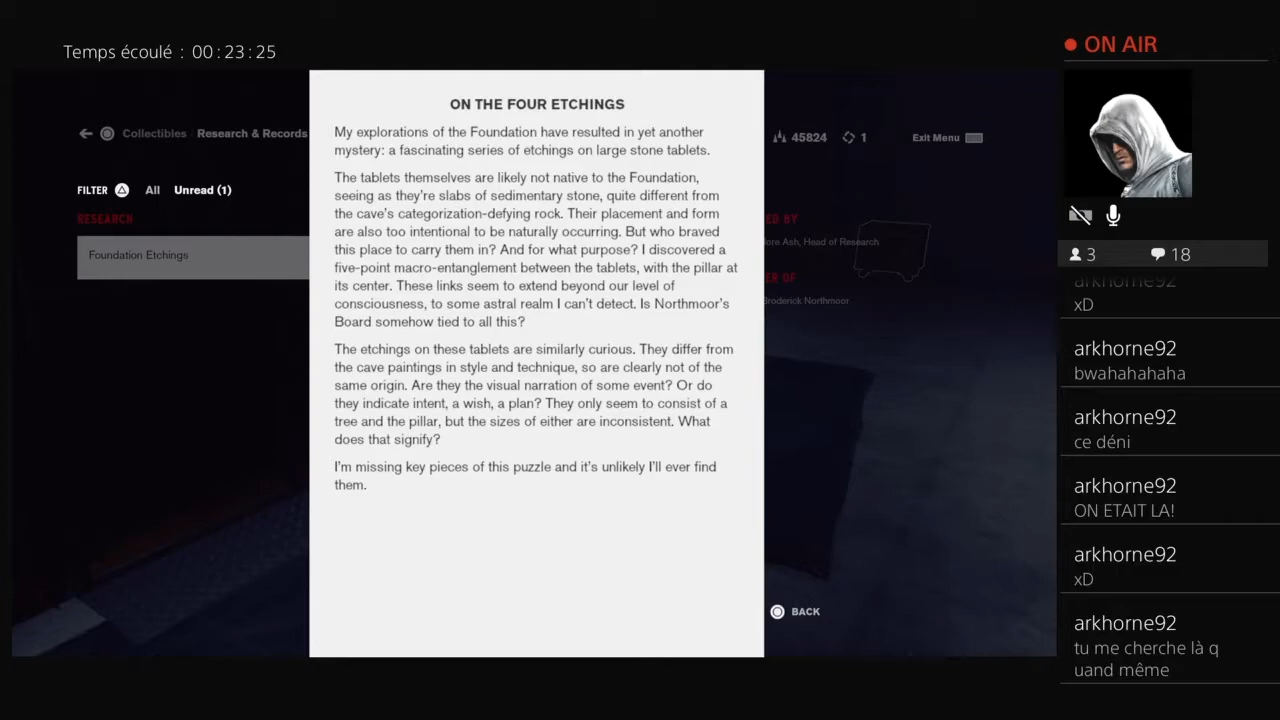 Temps écoulé : 00:23:25
ON AIR
ON THE FOUR ETCHINGS
My explorations of the Foundation have resulted in yet another
mystery: a fascinating series of etchings on large stone tablets.
The tablets themselves are likely not native to the Foundation,
seeing as they're slabs of sedimentary stone, quite different from
the cave's categorization-defying rock. Their placement and form
are also too intentional to be naturally occurring. But who braved
this place to carry them in? And for what purpose? I discovered a
five-point macro-entanglement between the tablets, with the pillar at
its center. These links seem to extend beyond our level of
consciousness, to some astral realm I can't detect. Is Northmoor's
Board somehow tied to all this?
The etchings on these tablets are similarly curious. They differ from
the cave paintings in style and technique, so are clearly not of the
same origin. Are they the visual narration of some event? Or do
they indicate intent, a wish, a plan? They only seem to consist of a
tree and the pillar, but the sizes of either are inconsistent. What
does that signify?
I'm missing key pieces of this puzzle and it's unlikely I'll ever find
them.
Collectibles Research & Records
45824 1 Exit Menu
FILTER All Unread (1)
RESEARCH
Foundation Etchings
ED BY
lore Ash, Head of Research
ER OF
Broderick Northmoor
BACK
3 18
arkhorne92
xD
arkhorne92
bwahahahaha
arkhorne92
ce déni
arkhorne92
ON ETAIT LA!
arkhorne92
xD
arkhorne92
tu me cherche là q
uand même